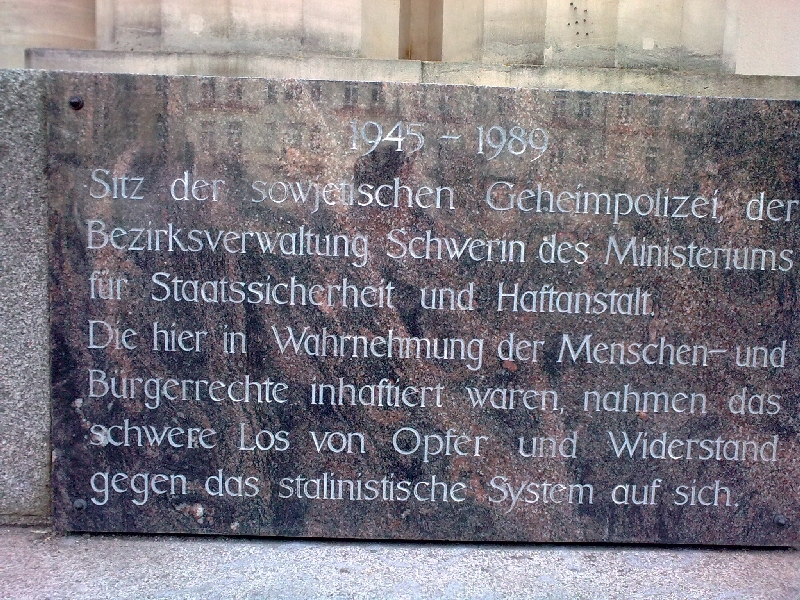 1945 – 1989
Sitz der sowjetischen Geheimpolizei, der
Bezirksverwaltung Schwerin des Ministeriums
für Staatssicherheit und Haftanstalt.
Die hier in Wahrnehmung der Menschen- und
Bürgerrechte inhaftiert waren, nahmen das
schwere Los von Opfer und Widerstand
gegen das stalinistische System auf sich.